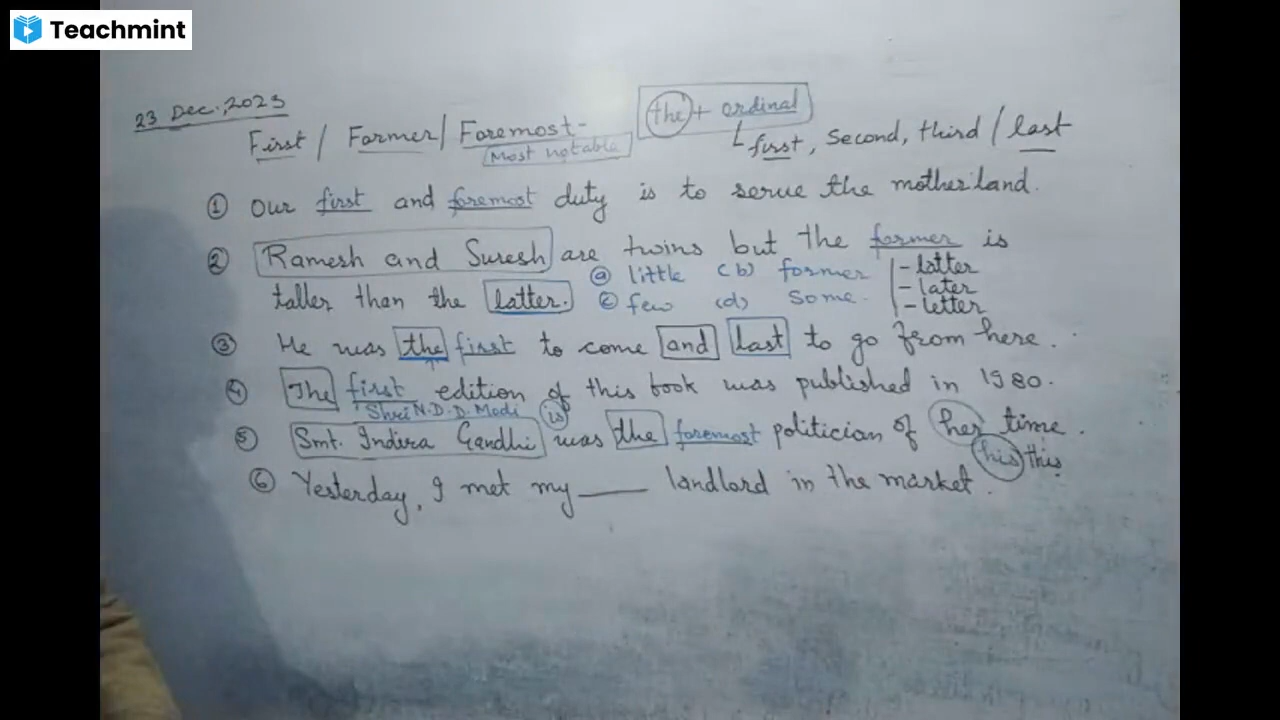 Teachmint
23 Dec., 2023
First / Former / Foremost-
Most notable
the + ordinal
first, second, third / last
① Our first and foremost duty is to serve the motherland.
② Ramesh and Suresh are twins but the former is
taller than the latter.
(a) little (b) former
(c) few (d) some.
- latter
- later
- letter
③ He was the first to come and last to go from here.
④ The first edition of this book was published in 1980.
Shri N.D.D. Modi is
⑤ Smt. Indira Gandhi was the foremost politician of her time.
his this
⑥ Yesterday, I met my ____ landlord in the market.